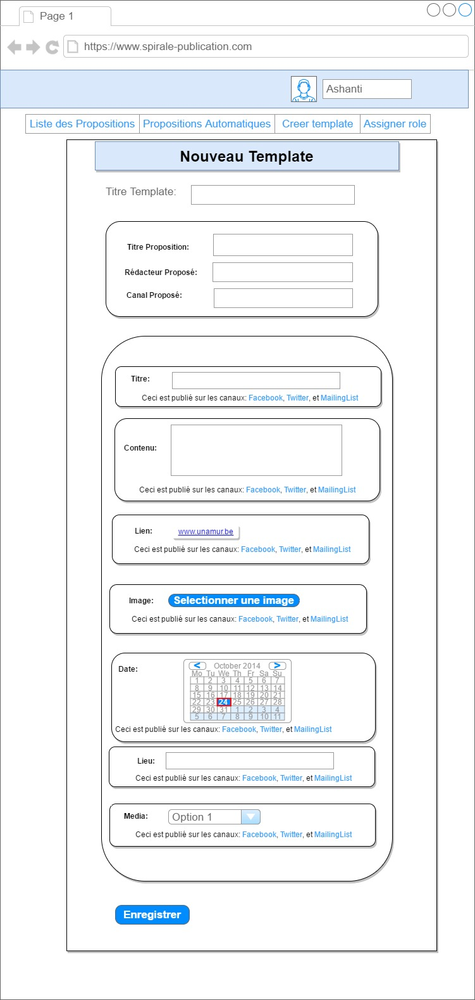 Page 1
https://www.spirale-publication.com
Ashanti
Liste des Propositions Propositions Automatiques Creer template Assigner role
Nouveau Template
Titre Template:
Titre Proposition:
Rédacteur Proposé:
Canal Proposé:
Titre:
Ceci est publié sur les canaux: Facebook, Twitter, et MailingList
Contenu:
Ceci est publié sur les canaux: Facebook, Twitter, et MailingList
Lien: www.unamur.be
Ceci est publié sur les canaux: Facebook, Twitter, et MailingList
Image: Selectionner une image
Ceci est publié sur les canaux: Facebook, Twitter, et MailingList
Date: < October 2014 >
Mo Tu We Th Fr Sa Su
1 2 3 4 5 6 7
8 9 10 11 12 13 14
15 16 17 18 19 20 21
22 23 24 25 26 27 28
29 30 31 1 2 3 4
5 6 7 8 9 10 11
Ceci est publié sur les canaux: Facebook, Twitter, et MailingList
Lieu:
Ceci est publié sur les canaux: Facebook, Twitter, et MailingList
Media: Option 1
Ceci est publié sur les canaux: Facebook, Twitter, et MailingList
Enregistrer